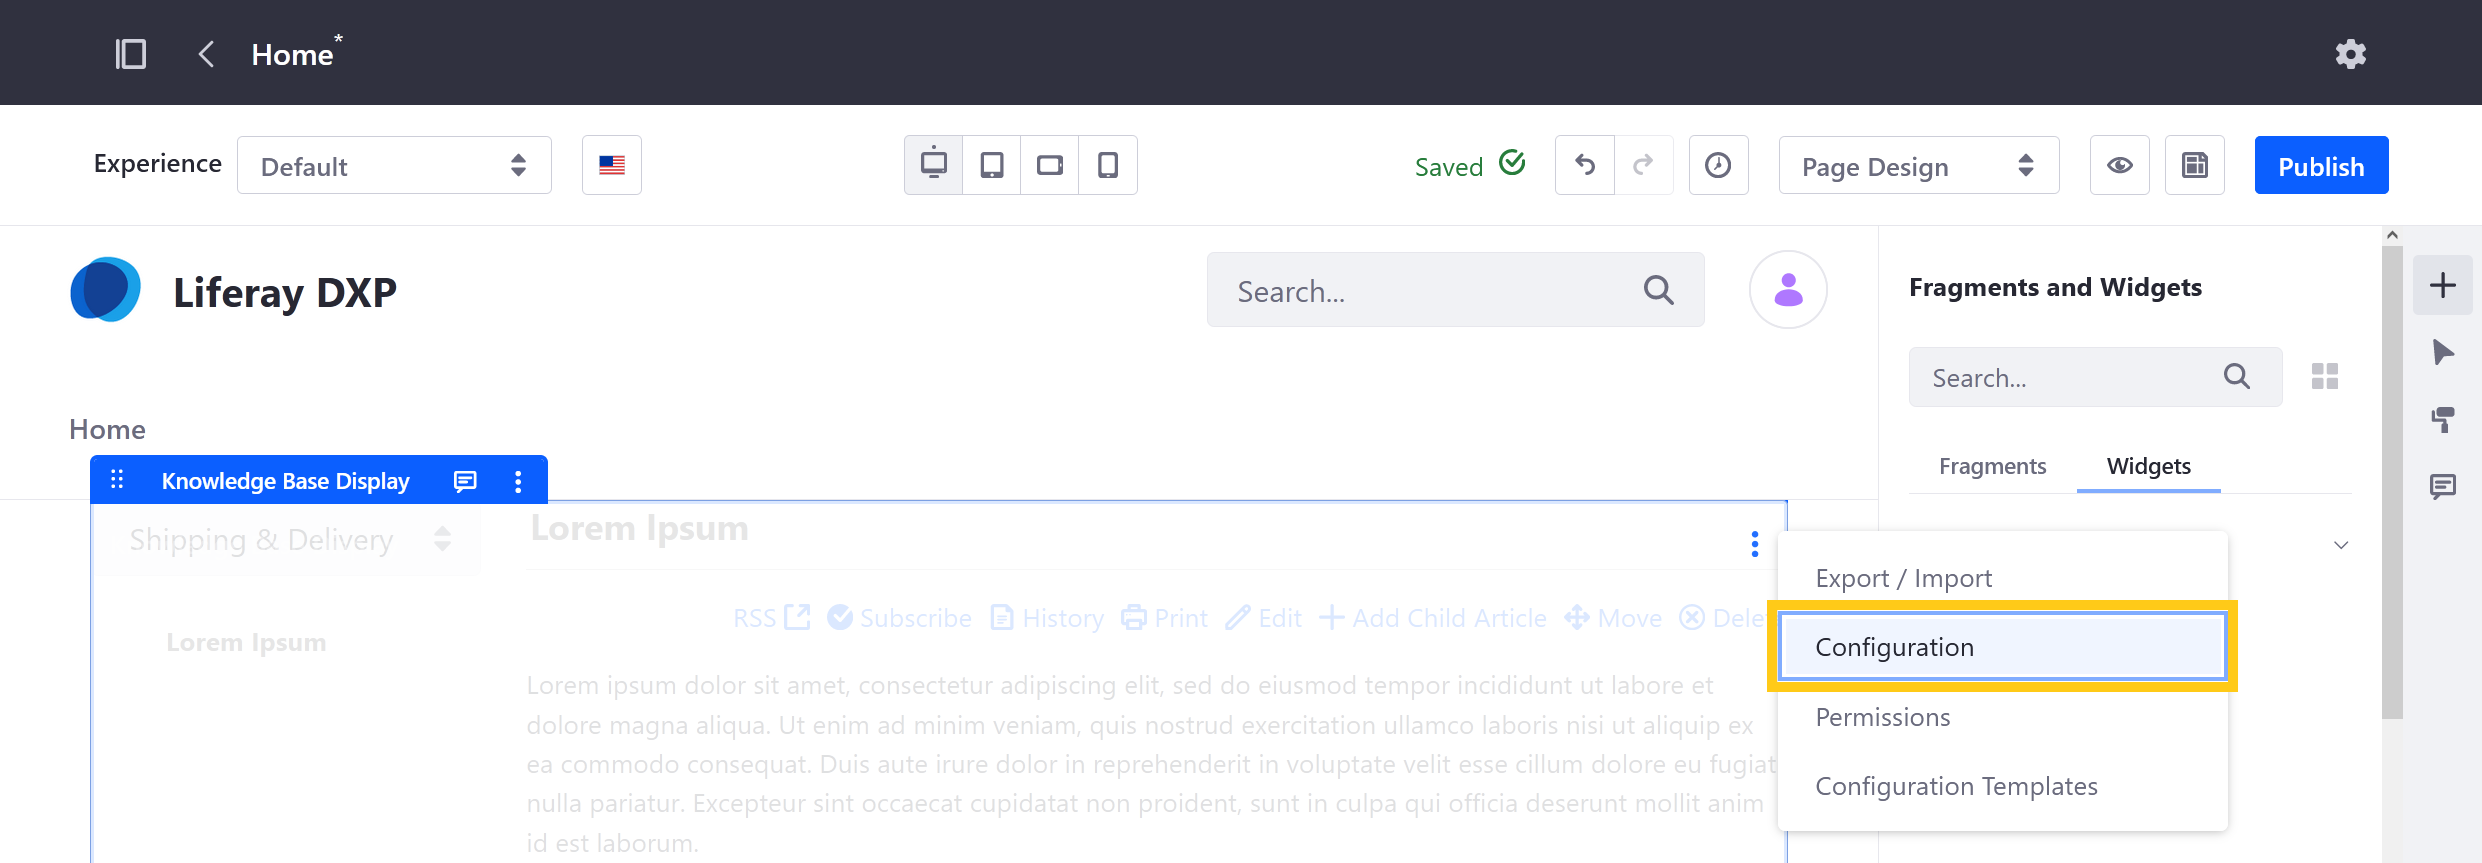 Home*
Experience
Default
Saved
Page Design
Publish
Liferay DXP
Search...
Fragments and Widgets
Search...
Home
Fragments
Widgets
Knowledge Base Display
Shipping & Delivery
Lorem Ipsum
Export / Import
Configuration
Permissions
Configuration Templates
RSS Subscribe History Print Edit Add Child Article Move
Lorem Ipsum
Lorem ipsum dolor sit amet, consectetur adipiscing elit, sed do eiusmod tempor incididunt ut labore et
dolore magna aliqua. Ut enim ad minim veniam, quis nostrud exercitation ullamco laboris nisi ut aliquip ex
ea commodo consequat. Duis aute irure dolor in reprehenderit in voluptate velit esse cillum dolore eu fugiat
nulla pariatur. Excepteur sint occaecat cupidatat non proident, sunt in culpa qui officia deserunt mollit anim
id est laborum.